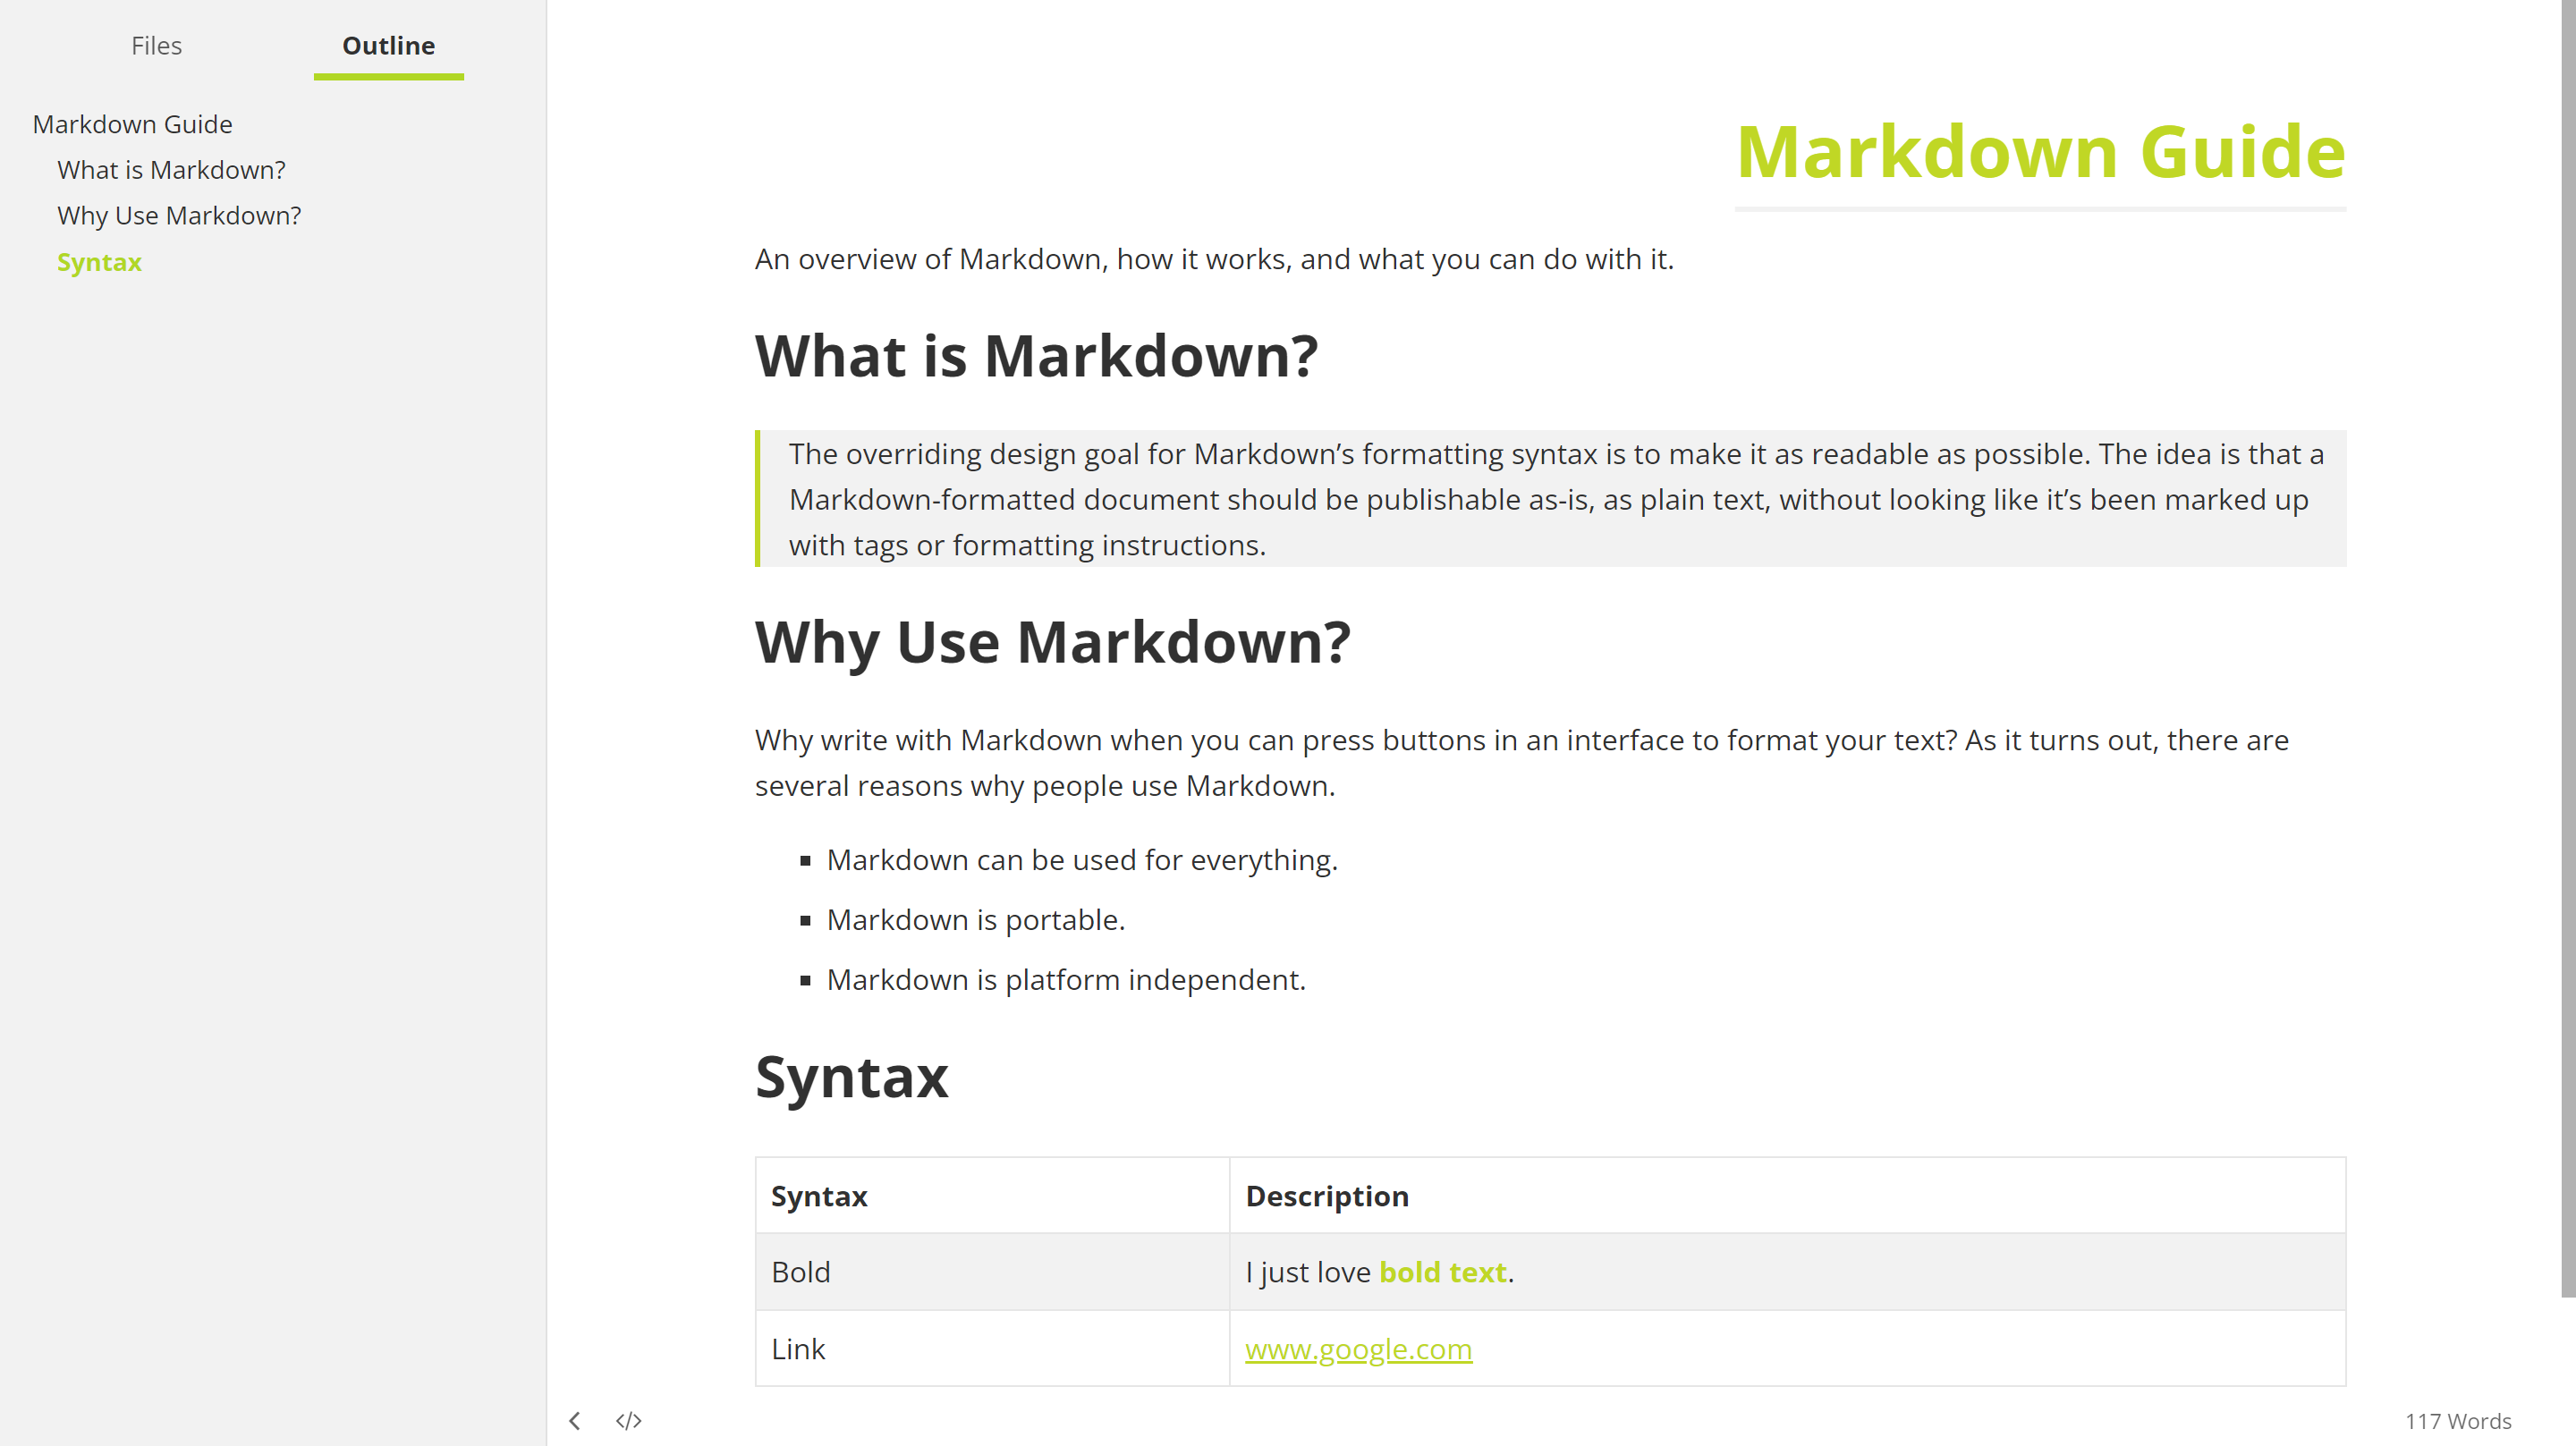 Files
Outline
Markdown Guide
What is Markdown?
Why Use Markdown?
Syntax
Markdown Guide
An overview of Markdown, how it works, and what you can do with it.
What is Markdown?
The overriding design goal for Markdown’s formatting syntax is to make it as readable as possible. The idea is that a
Markdown-formatted document should be publishable as-is, as plain text, without looking like it’s been marked up
with tags or formatting instructions.
Why Use Markdown?
Why write with Markdown when you can press buttons in an interface to format your text? As it turns out, there are
several reasons why people use Markdown.
Markdown can be used for everything.
Markdown is portable.
Markdown is platform independent.
Syntax
Syntax Description
Bold I just love bold text.
Link www.google.com
117 Words